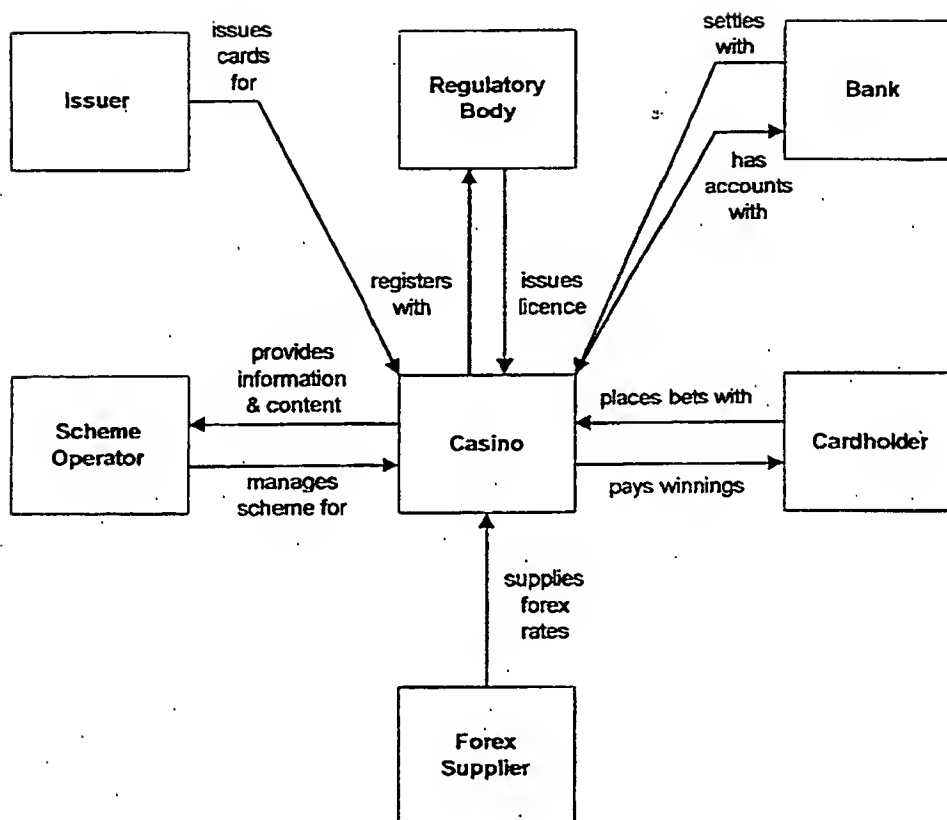 issues
cards
for
Issuer
Regulatory
Body
settles
with
Bank
has
accounts
with
registers
with
issues
licence
provides
information
& content
Scheme
Operator
manages
scheme for
Casino
places bets with
Cardholder
pays winnings
supplies
forex
rates
Forex
Supplier